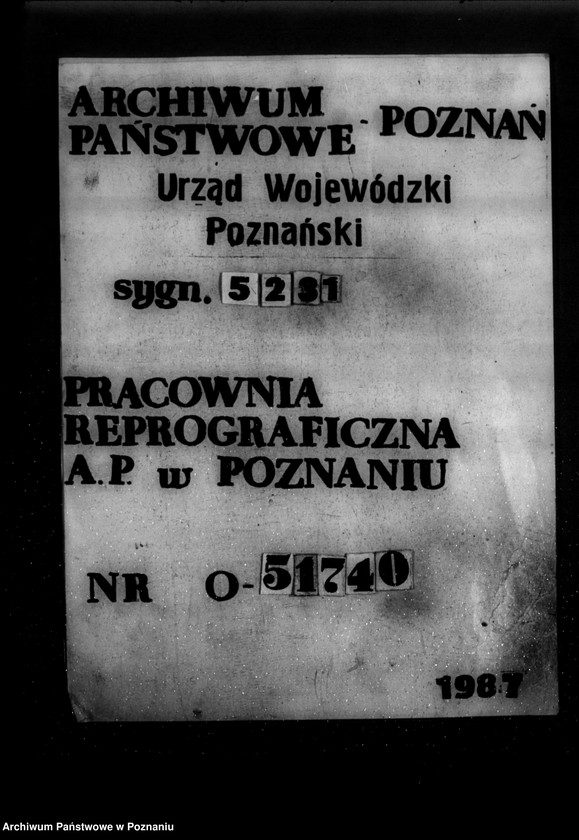 ARCHIWUM
PAŃSTWOWE - POZNAŃ
Urząd Wojewódzki
Poznański
sygn. 5231
PRACOWNIA
REPROGRAFICZNA
A.P. w POZNANIU
NR O-51740
1987
Archiwum Państwowe w Poznaniu